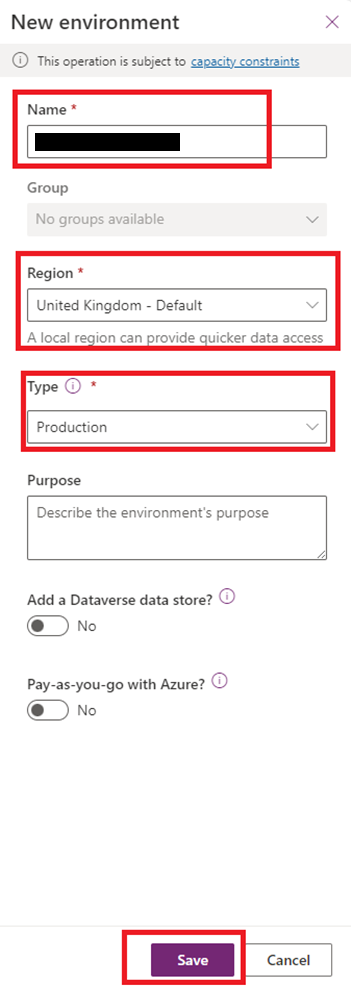 New environment
This operation is subject to capacity constraints
Name *
Group
No groups available
Region *
United Kingdom - Default
A local region can provide quicker data access
Type *
Production
Purpose
Describe the environment's purpose
Add a Dataverse data store?
No
Pay-as-you-go with Azure?
No
Save Cancel